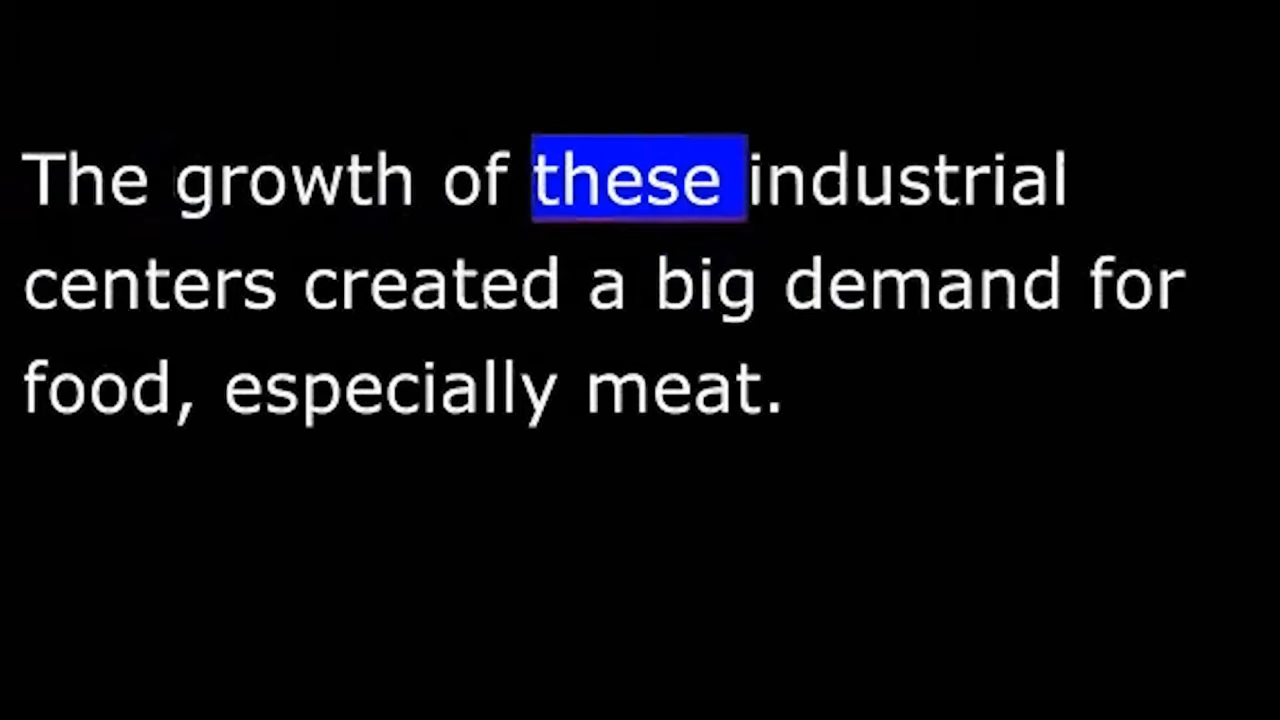 The growth of these industrial
centers created a big demand for
food, especially meat.